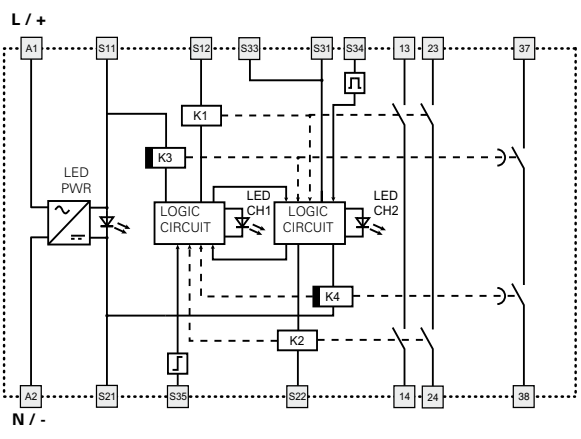 L / +
A1
S11
S12
S33
S31
S34
13
23
37
K1
K3
LED
PWR
LOGIC
CIRCUIT
LED
CH1
LOGIC
CIRCUIT
LED
CH2
K4
K2
A2
S21
S35
S22
14
24
38
N / -